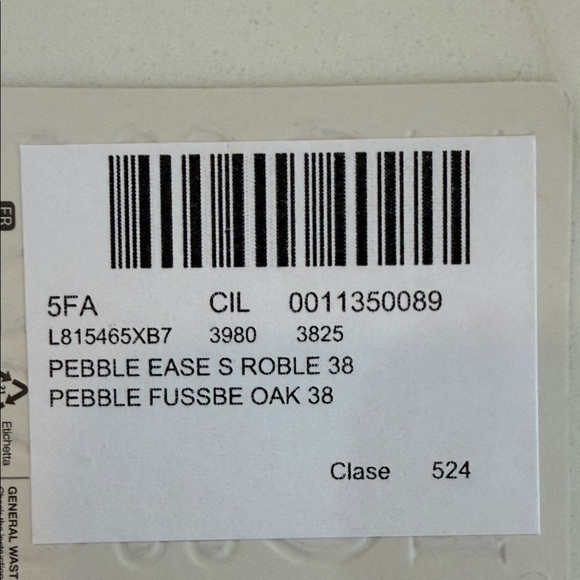 5FA CIL 0011350089
L815465XB7 3980 3825
PEBBLE EASE S ROBLE 38
PEBBLE FUSSBE OAK 38
Clase 524
FR
21
Etichetta
GENERAL WAST